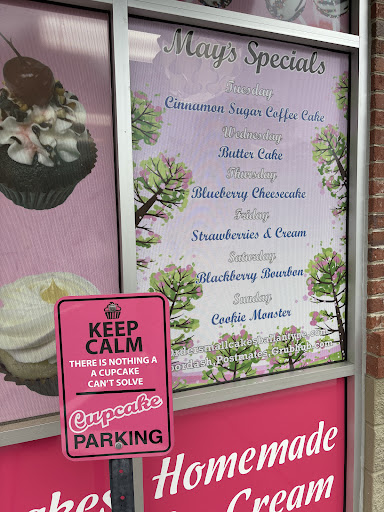 May's Specials
Tuesday
Cinnamon Sugar Coffee Cake
Wednesday
Butter Cake
Thursday
Blueberry Cheesecake
Friday
Strawberries & Cream
Saturday
Blackberry Bourbon
Sunday
Cookie Monster
Postmates, Grubhub.com
KEEP
CALM
THERE IS NOTHING A
A CUPCAKE
CAN'T SOLVE
Cupcake
PARKING
Homemade
Cream